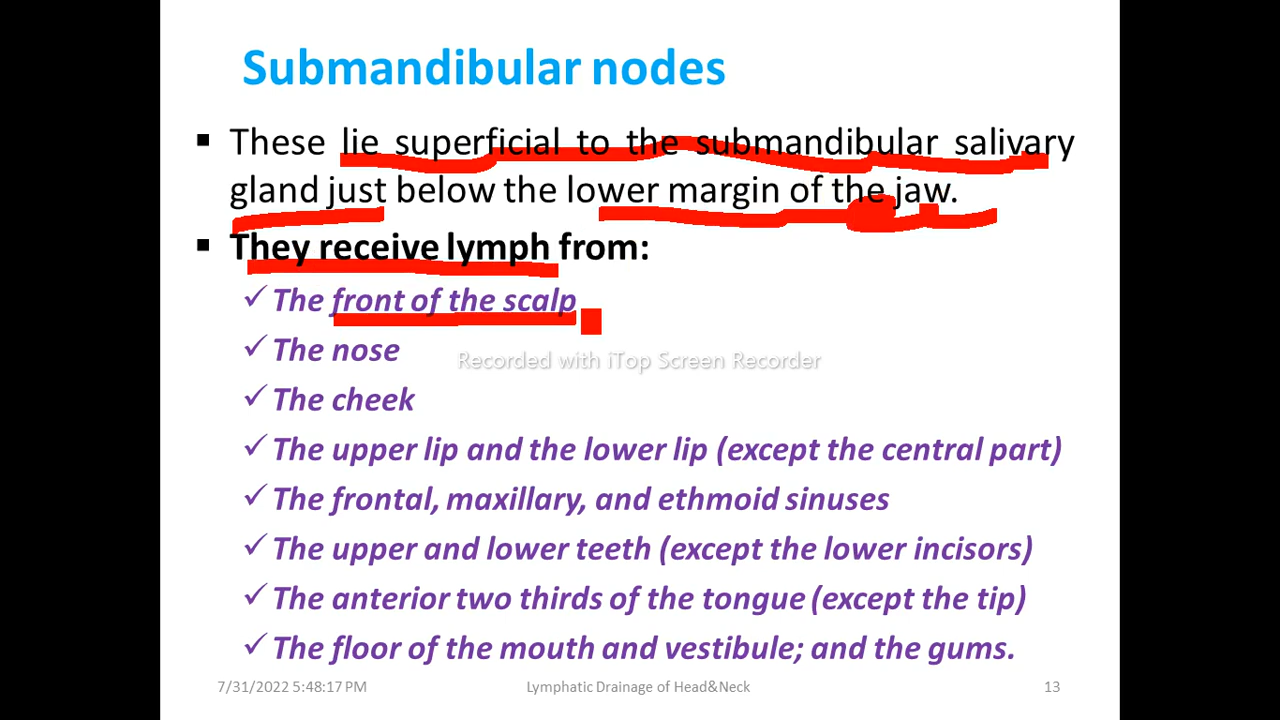 Submandibular nodes
▪ These lie superficial to the submandibular salivary
gland just below the lower margin of the jaw.
▪ They receive lymph from:
✓ The front of the scalp
✓ The nose
Recorded with iTop Screen Recorder
✓ The cheek
✓ The upper lip and the lower lip (except the central part)
✓ The frontal, maxillary, and ethmoid sinuses
✓ The upper and lower teeth (except the lower incisors)
✓ The anterior two thirds of the tongue (except the tip)
✓ The floor of the mouth and vestibule; and the gums.
7/31/2022 5:48:17 PM Lymphatic Drainage of Head&Neck 13